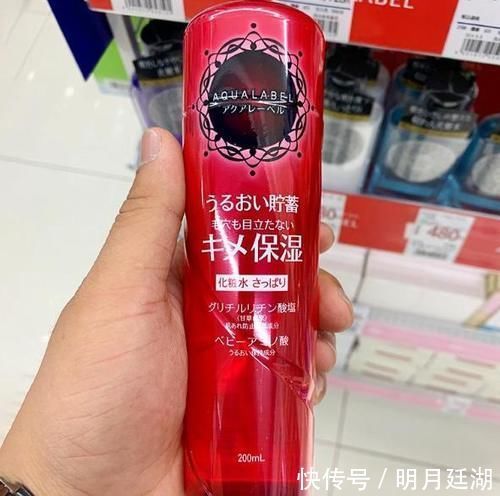 AQUALABEL
アクアレーベル
うるおい貯蓄
毛穴も目立たない
キメ保湿
化粧水 さっぱり
グリチルリチン酸塩
ベビーアミノ酸
うるおい保持成分
200mL
480
快传号 / 明月廷湖